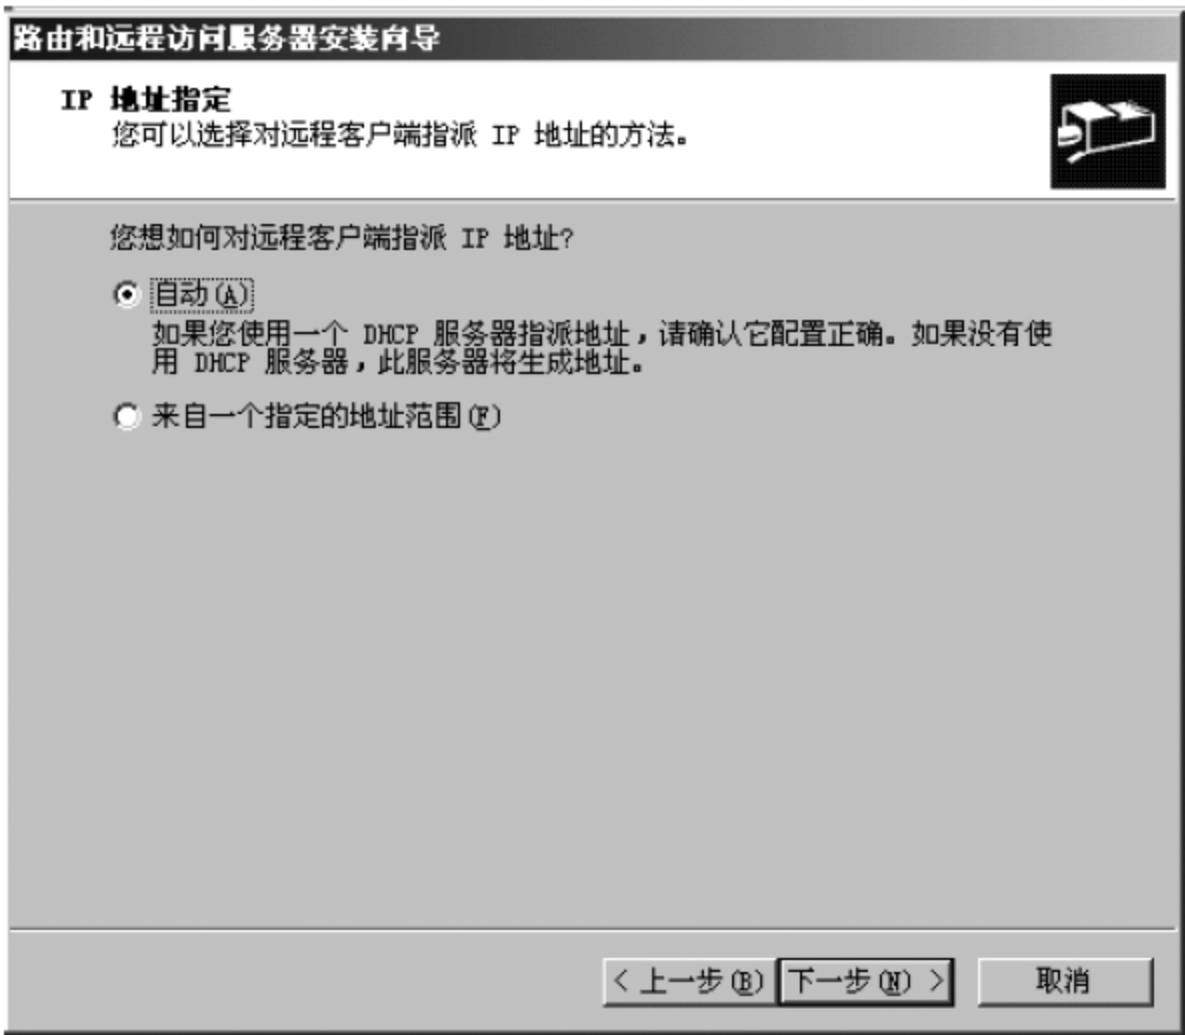 路由和远程访问服务器安装向导
IP 地址指定
您可以选择对远程客户端指派 IP 地址的方法。
您想如何对远程客户端指派 IP 地址?
自动(A)
如果您使用一个 DHCP 服务器指派地址，请确认它配置正确。如果没有使
用 DHCP 服务器，此服务器将生成地址。
来自一个指定的地址范围(F)
< 上一步(B) 下一步(N) > 取消